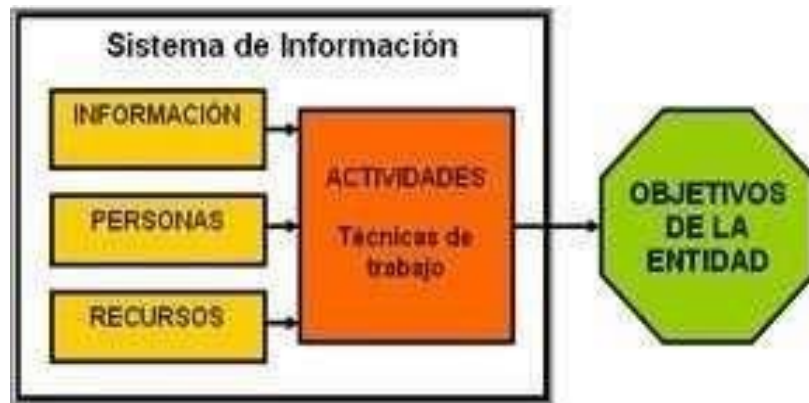 Sistema de Información
INFORMACIÓN
PERSONAS
RECURSOS
ACTIVIDADES
Técnicas de
trabajo
OBJETIVOS
DE LA
ENTIDAD